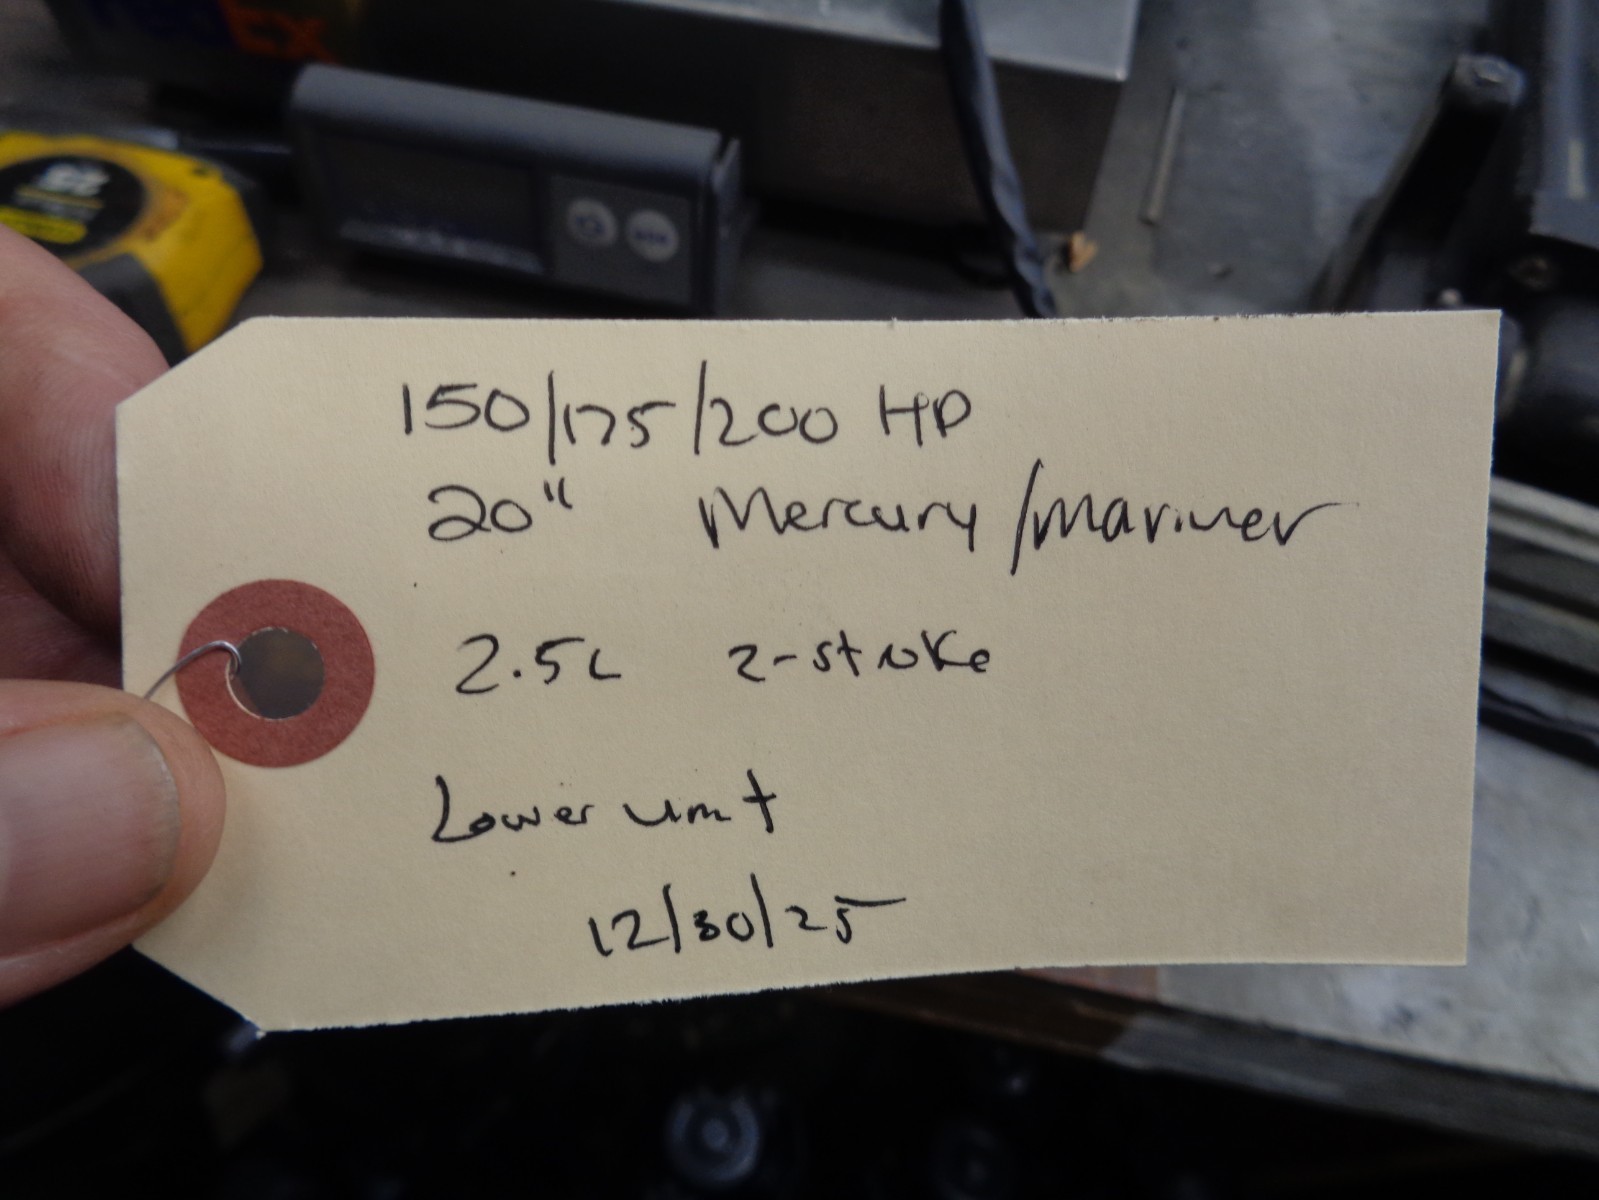 150/175/200 HP
20" Mercury/Mariner
2.5L 2-stroke
Lower unit
12/30/25